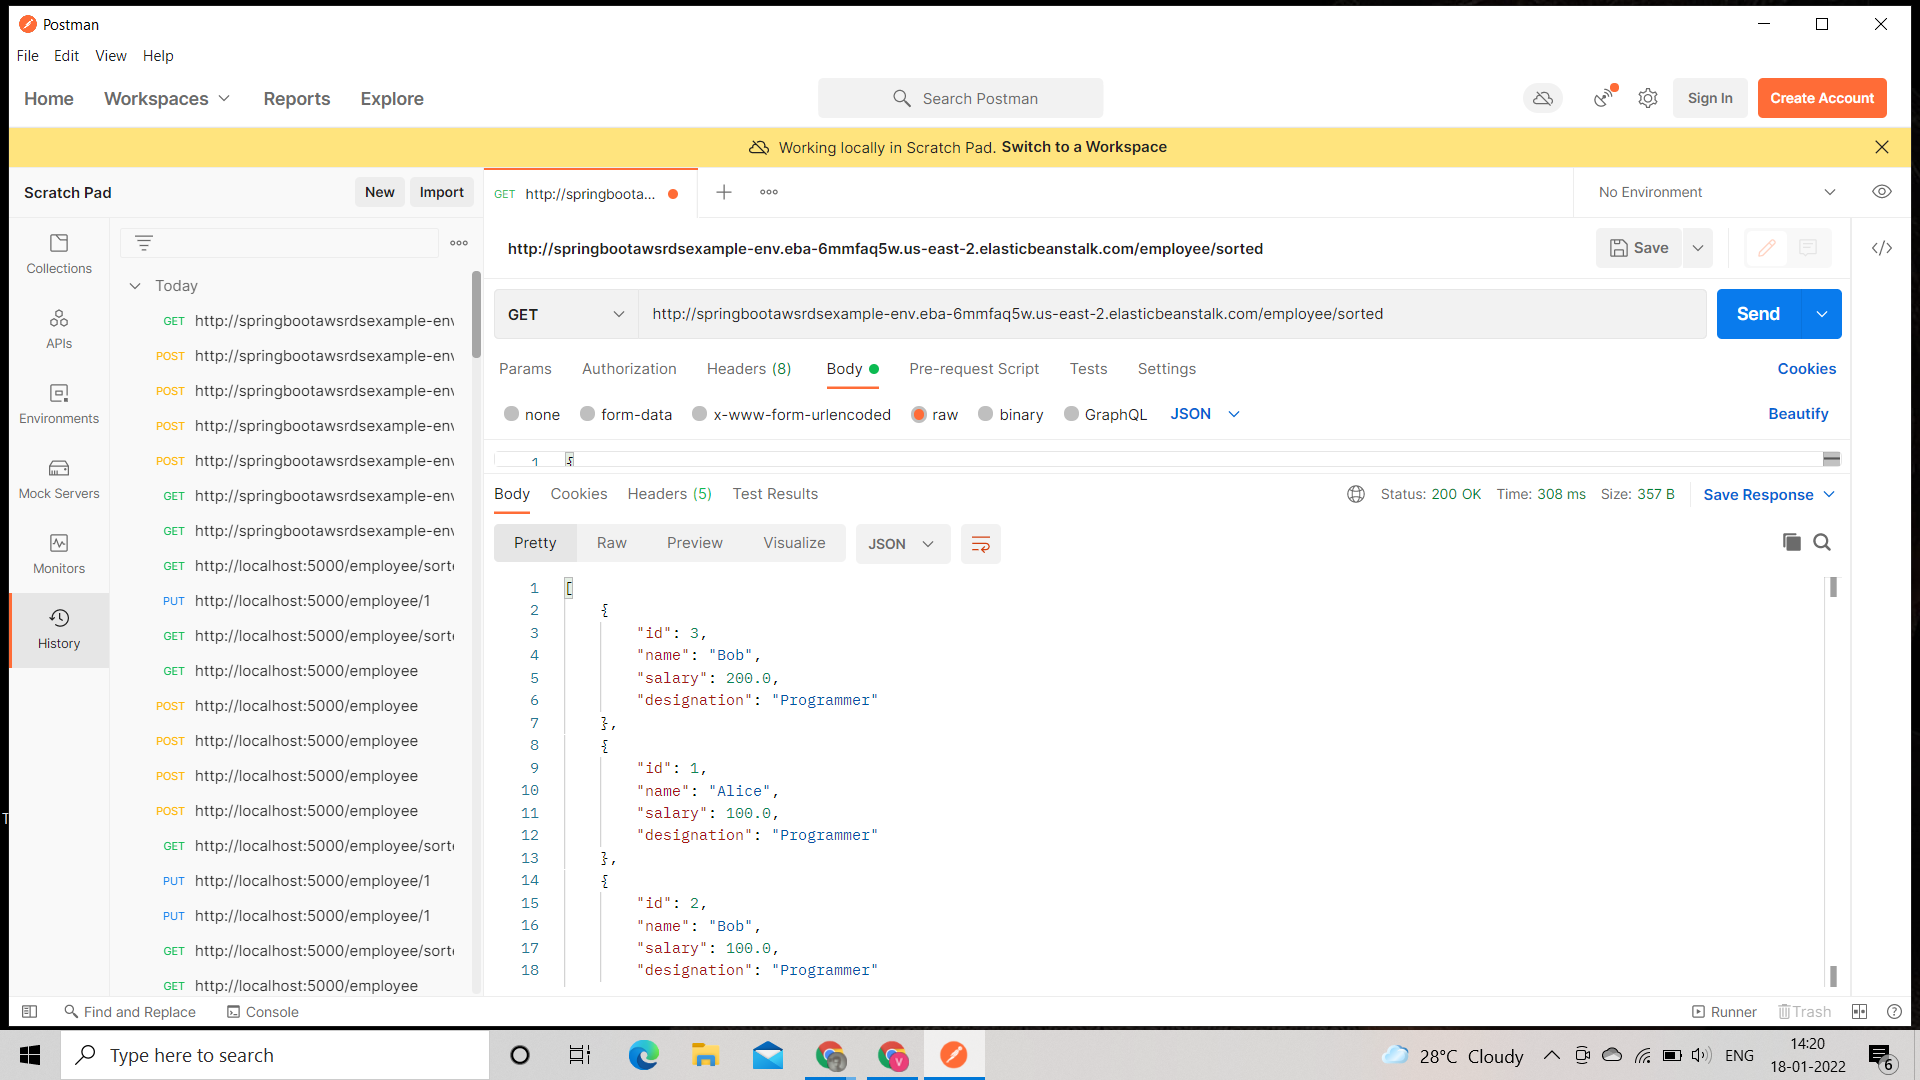 Postman
File Edit View Help
Home Workspaces Reports Explore
Search Postman
Sign In
Create Account
Working locally in Scratch Pad. Switch to a Workspace
Scratch Pad
New
Import
GET http://springboota...
No Environment
http://springbootawsrdsexample-env.eba-6mmfaq5w.us-east-2.elasticbeanstalk.com/employee/sorted
Save
GET
http://springbootawsrdsexample-env.eba-6mmfaq5w.us-east-2.elasticbeanstalk.com/employee/sorted
Send
Params Authorization Headers (8) Body Pre-request Script Tests Settings
Cookies
none form-data x-www-form-urlencoded raw binary GraphQL JSON
Beautify
1 {
Collections
APIs
Environments
Mock Servers
Monitors
History
Today
GET http://springbootawsrdsexample-env
POST http://springbootawsrdsexample-env
POST http://springbootawsrdsexample-env
POST http://springbootawsrdsexample-env
POST http://springbootawsrdsexample-env
GET http://springbootawsrdsexample-env
GET http://springbootawsrdsexample-env
GET http://localhost:5000/employee/sorte
PUT http://localhost:5000/employee/1
GET http://localhost:5000/employee/sorte
GET http://localhost:5000/employee
POST http://localhost:5000/employee
POST http://localhost:5000/employee
POST http://localhost:5000/employee
POST http://localhost:5000/employee
GET http://localhost:5000/employee/sorte
PUT http://localhost:5000/employee/1
PUT http://localhost:5000/employee/1
GET http://localhost:5000/employee/sorte
GET http://localhost:5000/employee
Body Cookies Headers (5) Test Results
Status: 200 OK Time: 308 ms Size: 357 B
Save Response
Pretty Raw Preview Visualize JSON
1 [
2 {
3 "id": 3,
4 "name": "Bob",
5 "salary": 200.0,
6 "designation": "Programmer"
7 },
8 {
9 "id": 1,
10 "name": "Alice",
11 "salary": 100.0,
12 "designation": "Programmer"
13 },
14 {
15 "id": 2,
16 "name": "Bob",
17 "salary": 100.0,
18 "designation": "Programmer"
Find and Replace Console
Runner Trash
Type here to search
V
28°C Cloudy
ENG
14:20
18-01-2022
6
T